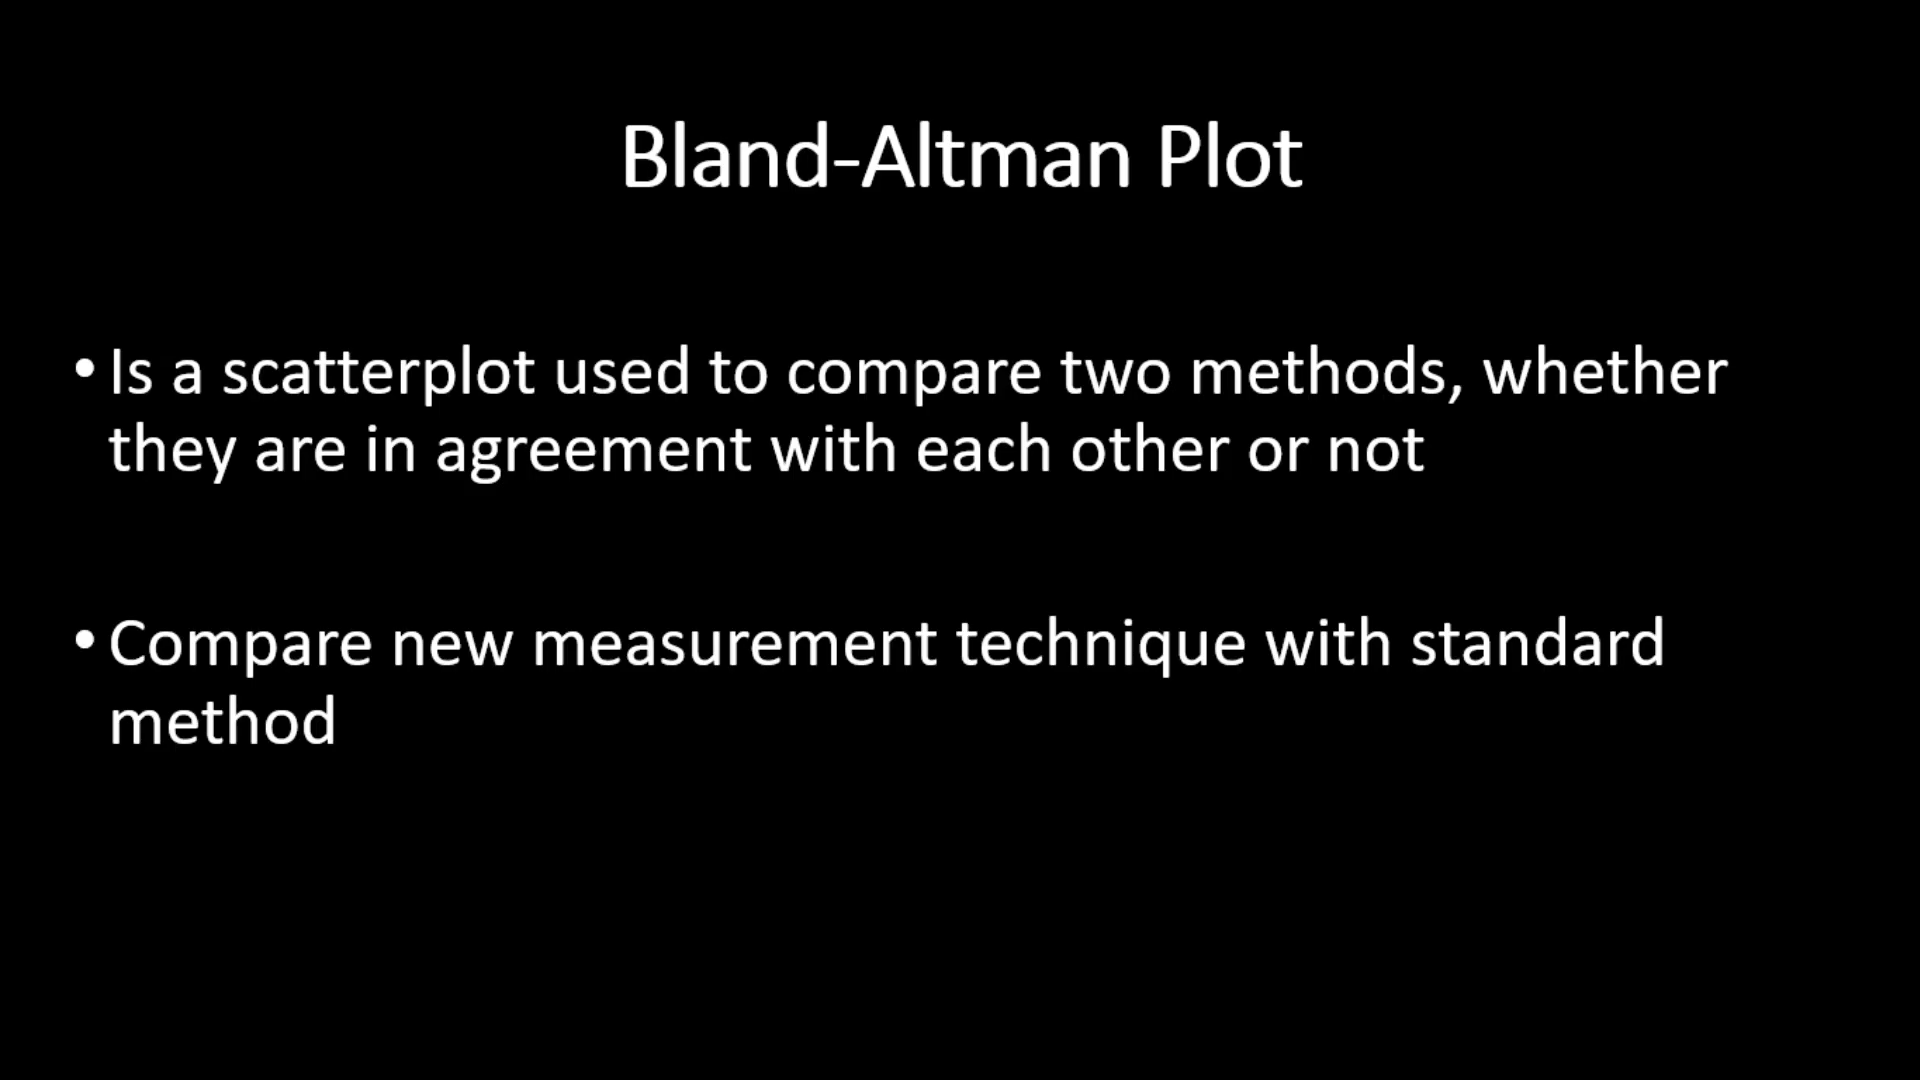 Bland-Altman Plot
• Is a scatterplot used to compare two methods, whether
they are in agreement with each other or not
• Compare new measurement technique with standard
method